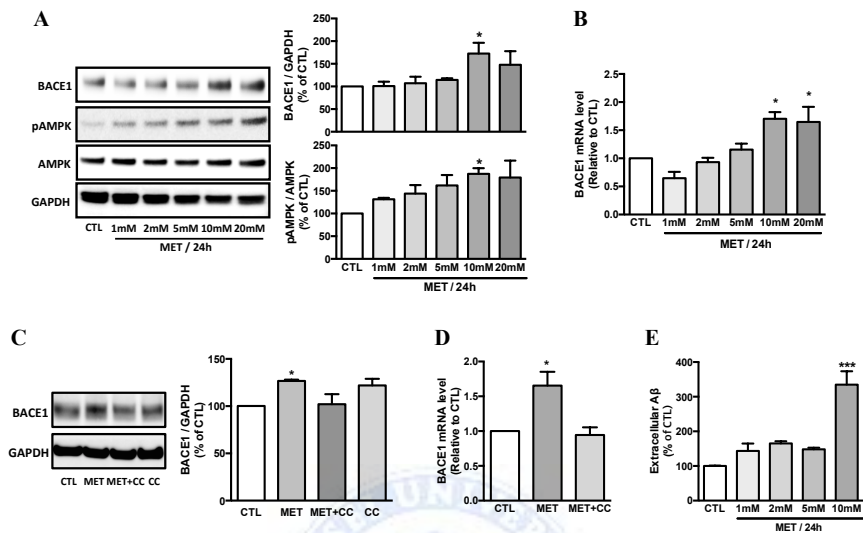 A
BACE1
pAMPK
AMPK
GAPDH
CTL 1mM 2mM 5mM 10mM 20mM
MET / 24h
BACE1 / GAPDH
(% of CTL)
200
150
100
50
0
*
pAMPK / AMPK
(% of CTL)
250
200
150
100
50
0
*
CTL 1mM 2mM 5mM 10mM 20mM
MET / 24h
B
BACE1 mRNA level
(Relative to CTL)
2.0
1.5
1.0
0.5
0.0
* *
CTL 1mM 2mM 5mM 10mM 20mM
MET / 24h
C
BACE1
GAPDH
CTL MET MET+CC CC
BACE1 / GAPDH
(% of CTL)
150
100
50
0
*
CTL MET MET+CC CC
D
BACE1 mRNA level
(Relative to CTL)
2.0
1.5
1.0
0.5
0.0
*
CTL MET MET+CC
E
Extracellular Aβ
(% of CTL)
400
300
200
100
0
***
CTL 1mM 2mM 5mM 10mM
MET / 24h